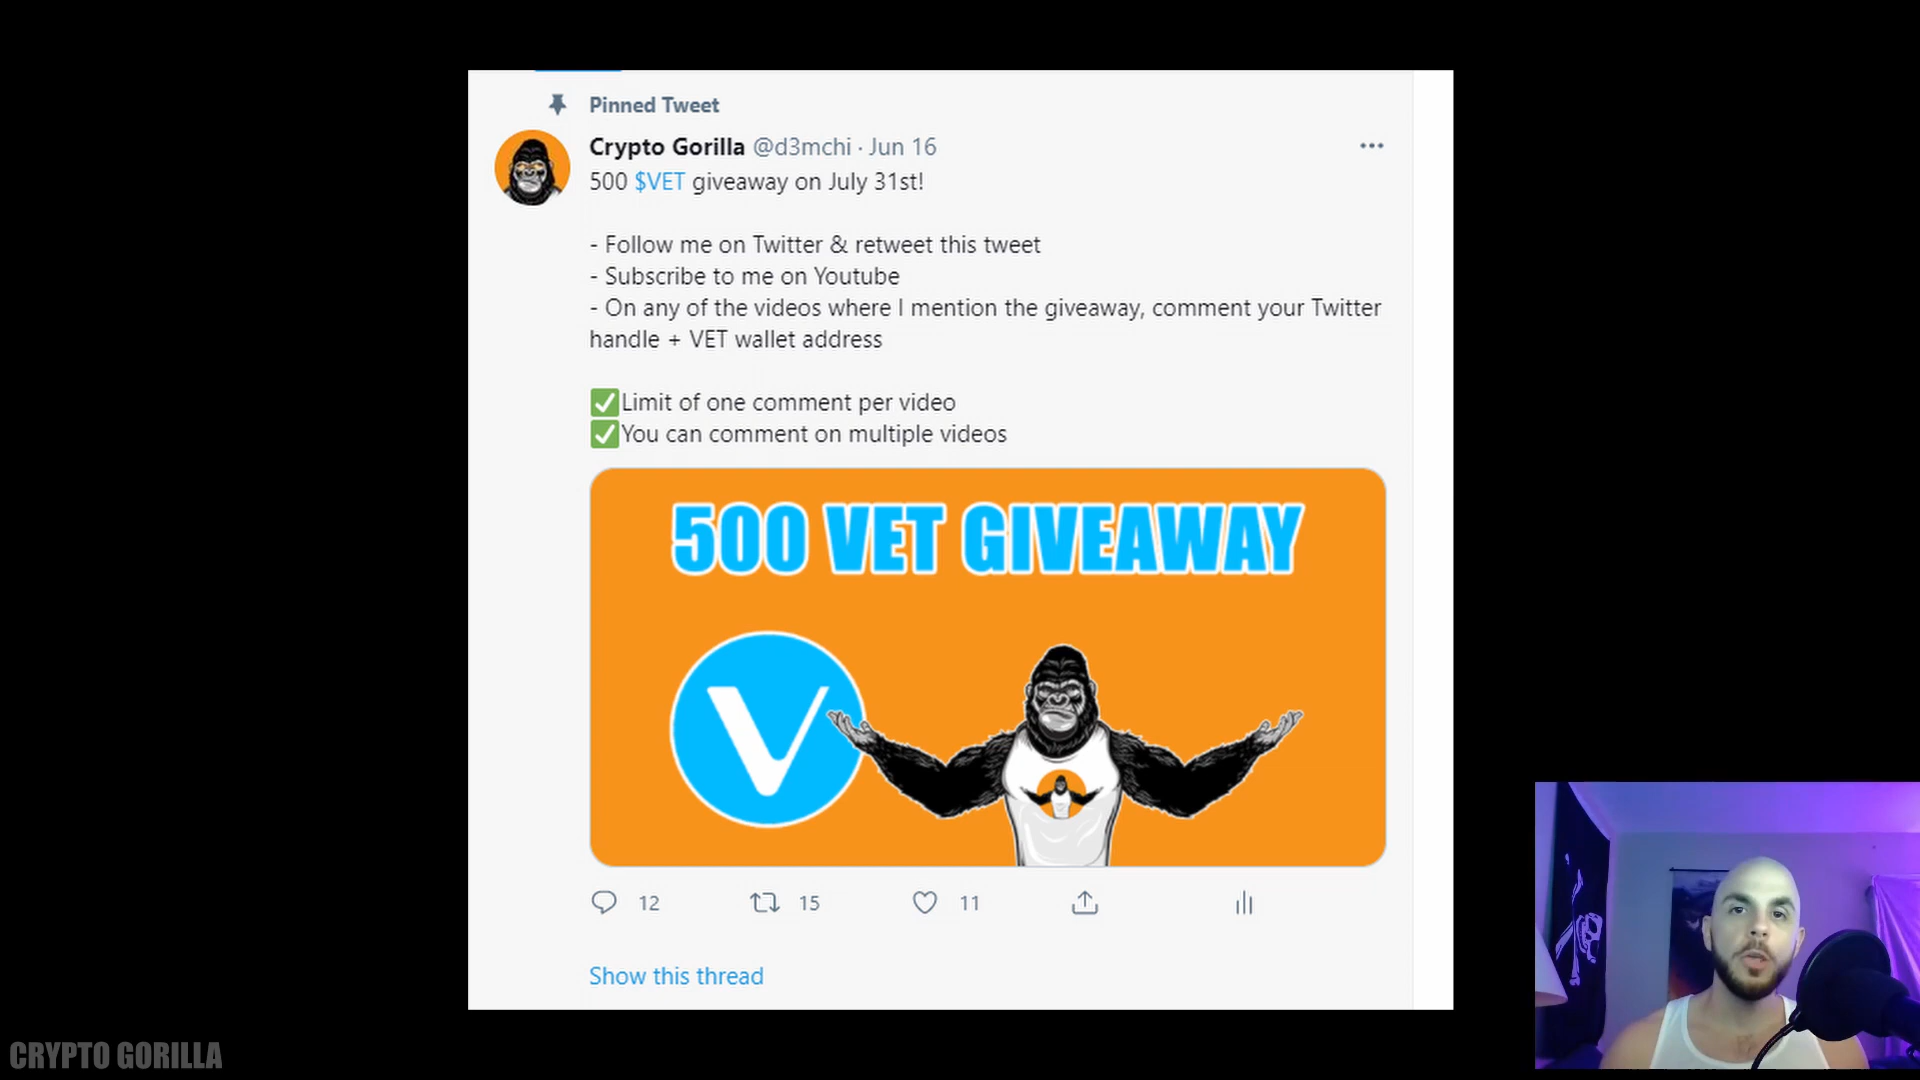 Pinned Tweet
Crypto Gorilla @d3mchi · Jun 16
500 $VET giveaway on July 31st!
- Follow me on Twitter & retweet this tweet
- Subscribe to me on Youtube
- On any of the videos where I mention the giveaway, comment your Twitter
handle + VET wallet address
✅Limit of one comment per video
✅You can comment on multiple videos
500 VET GIVEAWAY
12 15 11
Show this thread
CRYPTO GORILLA